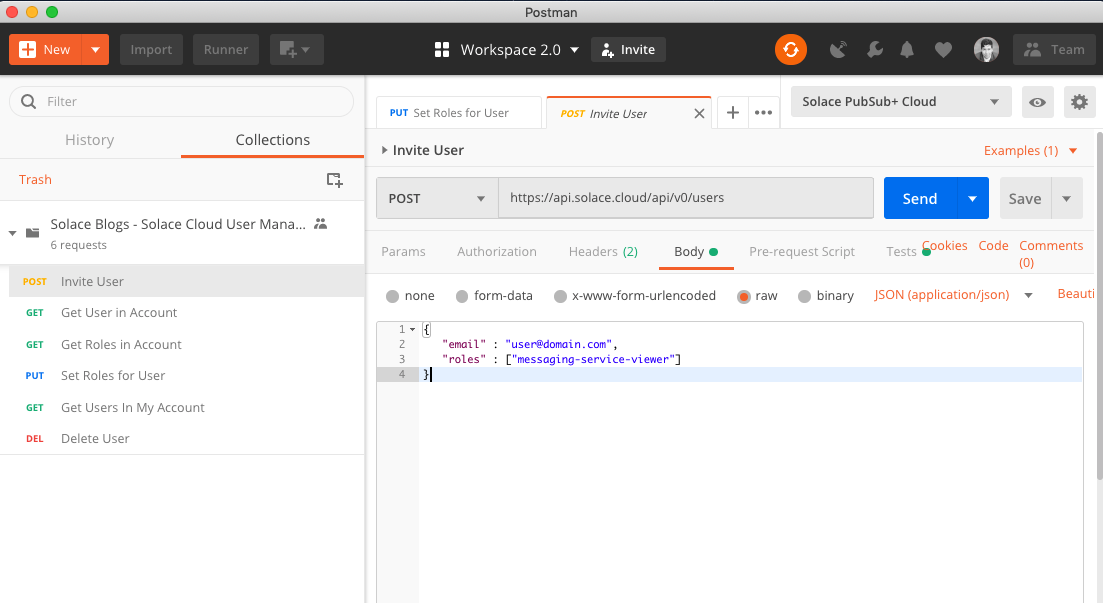 Postman
New
Import
Runner
Workspace 2.0
Invite
Team
Filter
History
Collections
Trash
Solace Blogs - Solace Cloud User Mana...
6 requests
POST Invite User
GET Get User in Account
GET Get Roles in Account
PUT Set Roles for User
GET Get Users In My Account
DEL Delete User
PUT Set Roles for User
POST Invite User
Solace PubSub+ Cloud
Invite User
Examples (1)
POST
https://api.solace.cloud/api/v0/users
Send
Save
Params
Authorization
Headers (2)
Body
Pre-request Script
Tests
Cookies
Code
Comments (0)
none
form-data
x-www-form-urlencoded
raw
binary
JSON (application/json)
Beauti
1 {
2 "email" : "user@domain.com",
3 "roles" : ["messaging-service-viewer"]
4 }